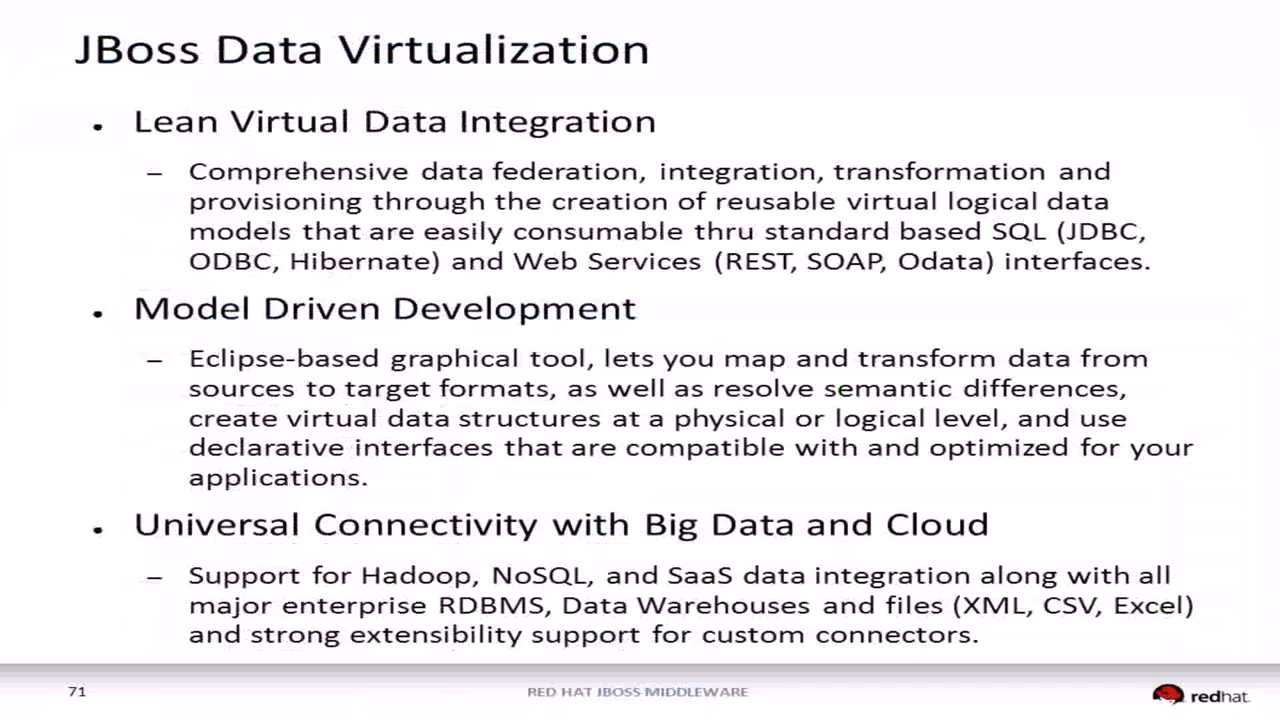 JBoss Data Virtualization
• Lean Virtual Data Integration
– Comprehensive data federation, integration, transformation and
provisioning through the creation of reusable virtual logical data
models that are easily consumable thru standard based SQL (JDBC,
ODBC, Hibernate) and Web Services (REST, SOAP, Odata) interfaces.
• Model Driven Development
– Eclipse-based graphical tool, lets you map and transform data from
sources to target formats, as well as resolve semantic differences,
create virtual data structures at a physical or logical level, and use
declarative interfaces that are compatible with and optimized for your
applications.
• Universal Connectivity with Big Data and Cloud
– Support for Hadoop, NoSQL, and SaaS data integration along with all
major enterprise RDBMS, Data Warehouses and files (XML, CSV, Excel)
and strong extensibility support for custom connectors.
71
RED HAT JBOSS MIDDLEWARE
redhat.